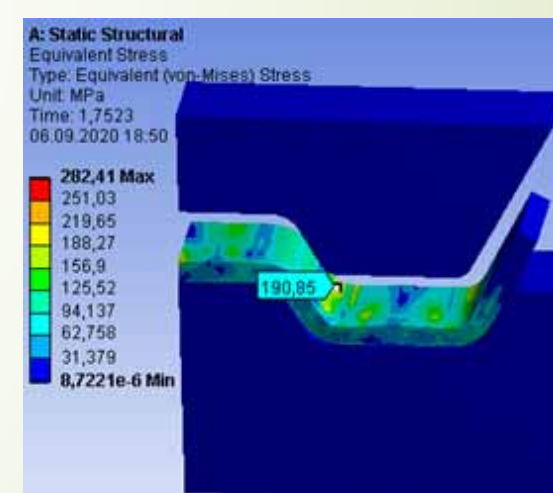 A: Static Structural
Equivalent Stress
Type: Equivalent (von-Mises) Stress
Unit: MPa
Time: 1,7523
06.09.2020 18:50
282,41 Max
251,03
219,65
188,27
156,9
125,52
94,137
62,758
31,379
8,7221e-6 Min
190,85